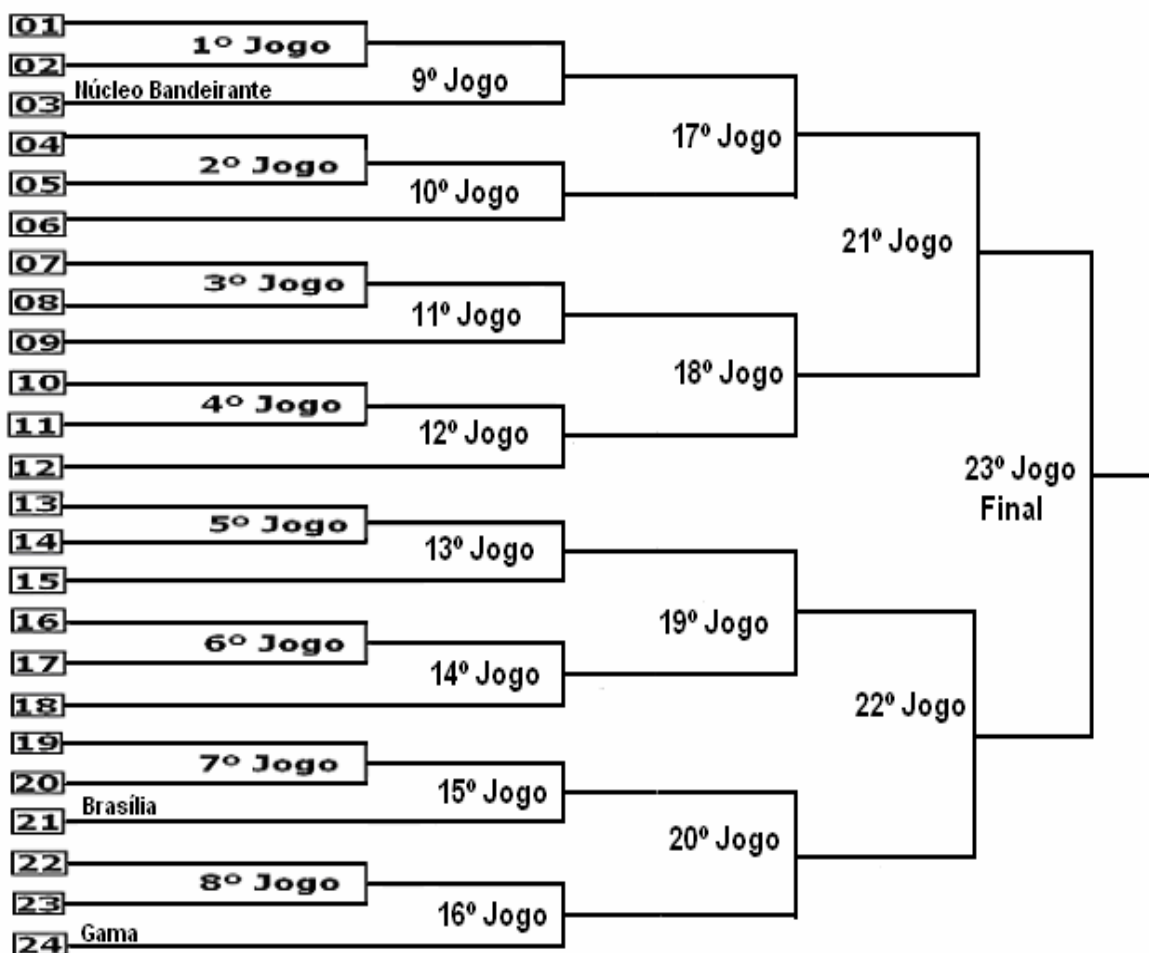 01
1º Jogo
02
9º Jogo
Núcleo Bandeirante
03
17º Jogo
04
2º Jogo
05
10º Jogo
06
21º Jogo
07
3º Jogo
08
11º Jogo
09
18º Jogo
10
4º Jogo
11
12º Jogo
12
23º Jogo
Final
13
5º Jogo
14
13º Jogo
15
19º Jogo
16
6º Jogo
17
14º Jogo
18
22º Jogo
19
7º Jogo
20
15º Jogo
Brasília
21
20º Jogo
22
8º Jogo
23
16º Jogo
Gama
24